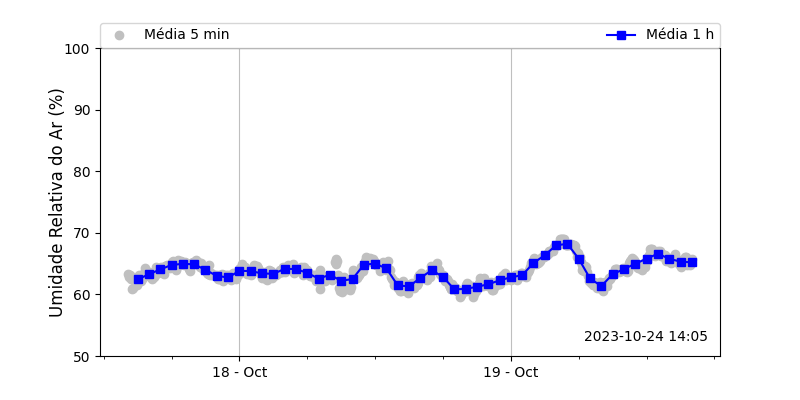 Média 5 min
Média 1 h
Umidade Relativa do Ar (%)
100
90
80
70
60
50
2023-10-24 14:05
18 - Oct
19 - Oct